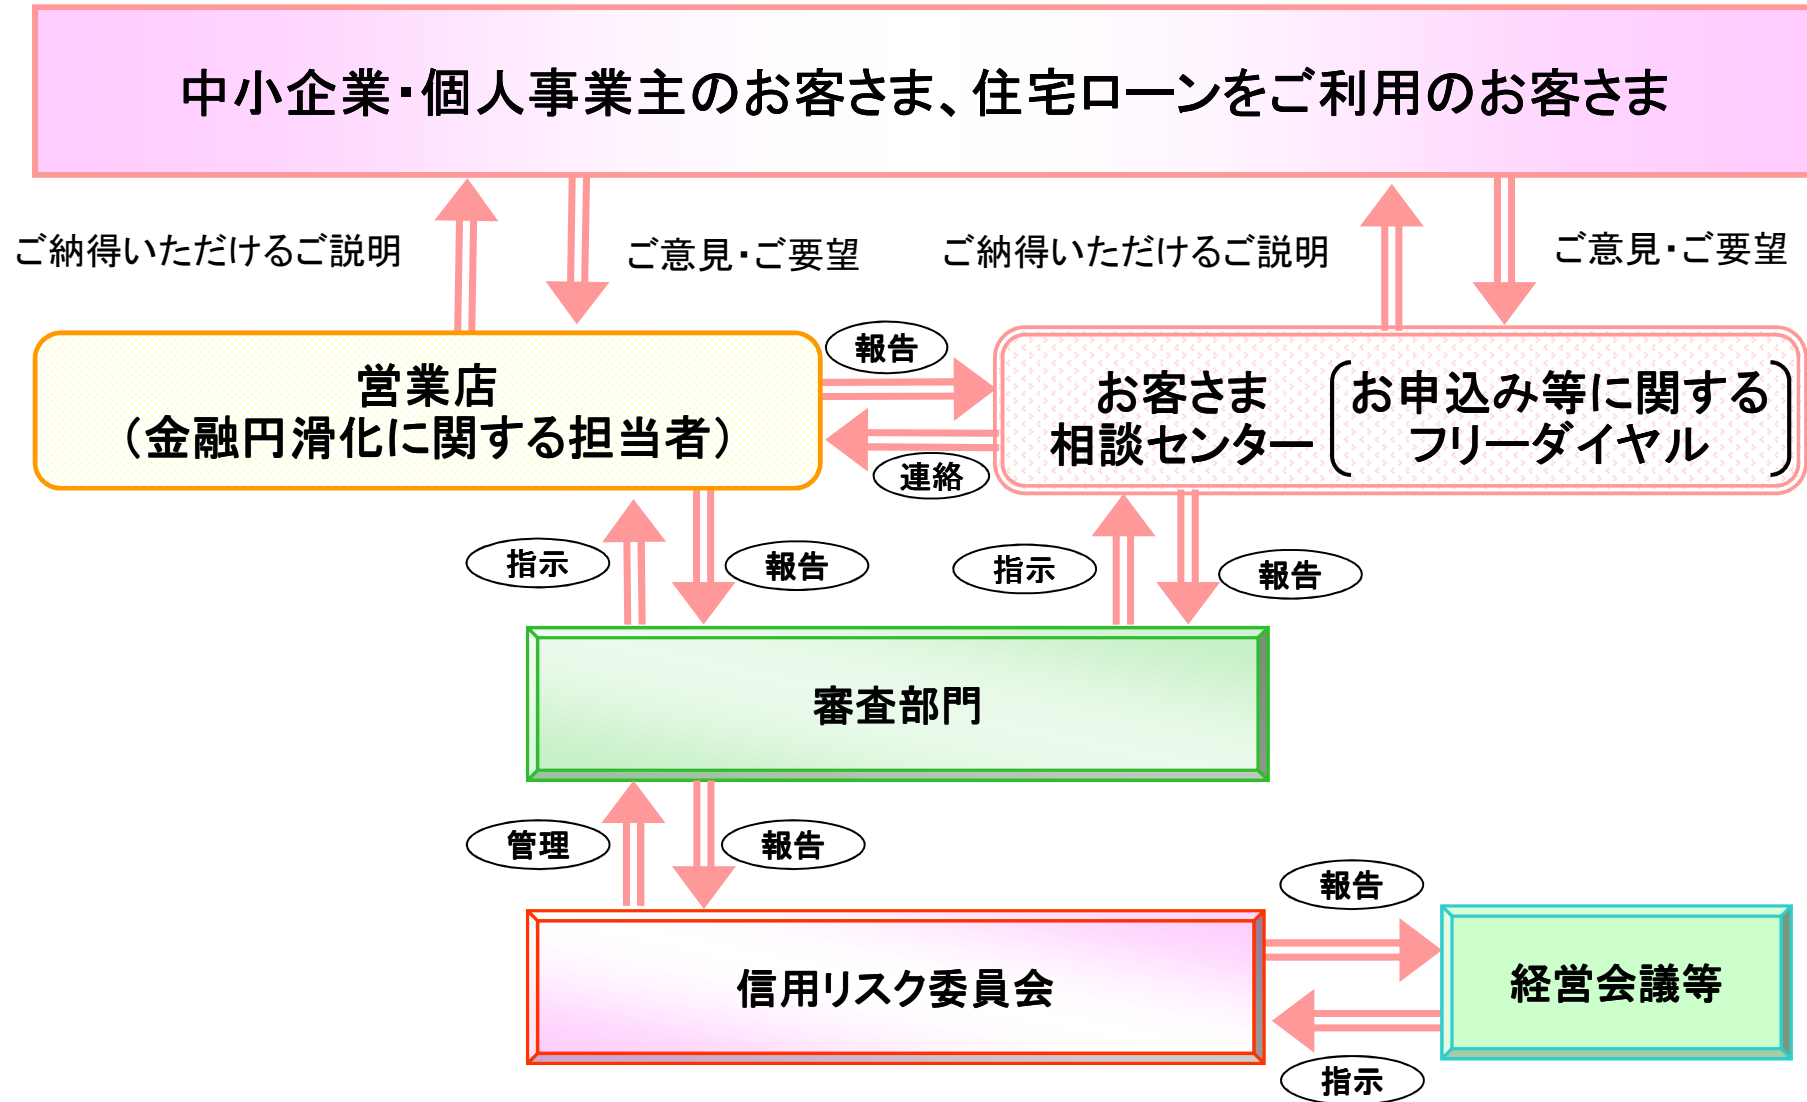 中小企業・個人事業主のお客さま、住宅ローンをご利用のお客さま
ご納得いただけるご説明
ご意見・ご要望
ご納得いただけるご説明
ご意見・ご要望
営業店
（金融円滑化に関する担当者）
報告
連絡
お客さま
相談センター
お申込み等に関する
フリーダイヤル
指示
報告
指示
報告
審査部門
管理
報告
信用リスク委員会
報告
経営会議等
指示